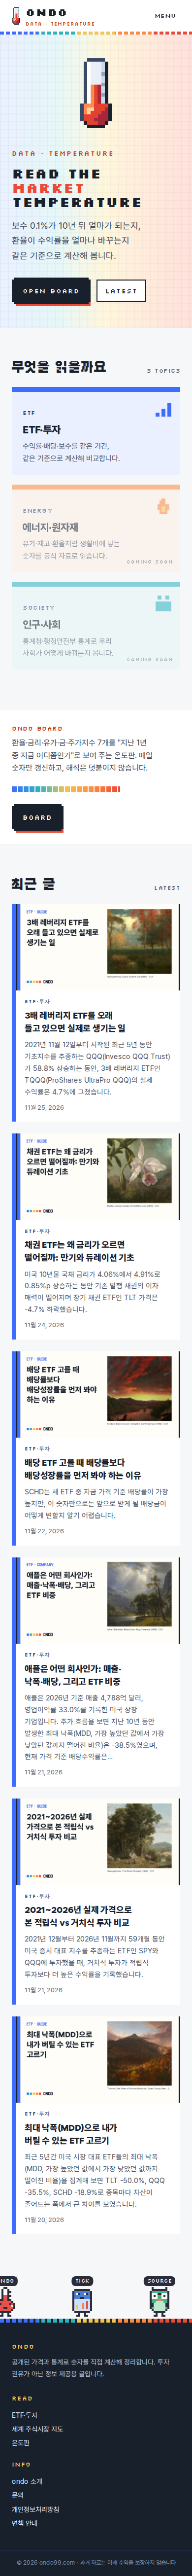 ONDO
DATA · TEMPERATURE
MENU
DATA · TEMPERATURE
READ THE
MARKET
TEMPERATURE
보수 0.1%가 10년 뒤 얼마가 되는지,
환율이 수익률을 얼마나 바꾸는지
같은 기준으로 계산해 봅니다.
OPEN BOARD
LATEST
무엇을 읽을까요
3 TOPICS
ETF
ETF·투자
수익률·배당·보수를 같은 기간,
같은 기준으로 계산해 비교합니다.
ENERGY
에너지·원자재
유가·재고·환율처럼 생활비에 닿는
숫자를 공식 자료로 읽습니다.
COMING SOON
SOCIETY
인구·사회
통계청·행정안전부 통계로 우리
사회가 어떻게 바뀌는지 봅니다.
COMING SOON
ONDO BOARD
환율·금리·유가·금·주가지수 7개를 "지난 1년
중 지금 어디쯤인가"로 보여 주는 온도판. 매일
숫자만 갱신하고, 해석은 덧붙이지 않습니다.
BOARD
최근 글
LATEST
ETF · GUIDE
3배 레버리지 ETF를
오래 들고 있으면 실제로
생기는 일
ONDO
ETF·투자
3배 레버리지 ETF를 오래
들고 있으면 실제로 생기는 일
2021년 11월 12일부터 시작된 최근 5년 동안
기초지수를 추종하는 QQQ(Invesco QQQ Trust)
가 58.8% 상승하는 동안, 3배 레버리지 ETF인
TQQQ(ProShares UltraPro QQQ)의 실제
수익률은 4.7%에 그쳤습니다.
11월 25, 2026
ETF · GUIDE
채권 ETF는 왜 금리가
오르면 떨어질까: 만기와
듀레이션 기초
ONDO
ETF·투자
채권 ETF는 왜 금리가 오르면
떨어질까: 만기와 듀레이션 기초
미국 10년물 국채 금리가 4.06%에서 4.91%로
0.85%p 상승하는 동안 기존 발행 채권의 이자
매력이 떨어지며 장기 채권 ETF인 TLT 가격은
-4.7% 하락했습니다.
11월 24, 2026
ETF · GUIDE
배당 ETF 고를 때
배당률보다
배당성장률을 먼저 봐야
하는 이유
ONDO
ETF·투자
배당 ETF 고를 때 배당률보다
배당성장률을 먼저 봐야 하는 이유
SCHD는 세 ETF 중 지금 가격 기준 배당률이 가장
높지만, 이 숫자만으로는 앞으로 받게 될 배당금이
어떻게 변할지 알기 어렵습니다.
11월 22, 2026
ETF · COMPANY
애플은 어떤 회사인가:
매출·낙폭·배당, 그리고
ETF 비중
ONDO
ETF·투자
애플은 어떤 회사인가: 매출·
낙폭·배당, 그리고 ETF 비중
애플은 2026년 기준 매출 4,788억 달러,
영업이익률 33.0%를 기록한 미국 상장
기업입니다. 주가 흐름을 보면 지난 10년 동안
발생한 최대 낙폭(MDD, 가장 높았던 값에서 가장
낮았던 값까지 떨어진 비율)은 -38.5%였으며,
현재 가격 기준 배당수익률은...
11월 21, 2026
ETF · GUIDE
2021~2026년 실제
가격으로 본 적립식 vs
거치식 투자 비교
ONDO
ETF·투자
2021~2026년 실제 가격으로
본 적립식 vs 거치식 투자 비교
2021년 12월부터 2026년 11월까지 59개월 동안
미국 증시 대표 지수를 추종하는 ETF인 SPY와
QQQ에 투자했을 때, 거치식 투자가 적립식
투자보다 더 높은 수익률을 기록했습니다.
11월 21, 2026
ETF · GUIDE
최대 낙폭(MDD)으로
내가 버틸 수 있는 ETF
고르기
ONDO
ETF·투자
최대 낙폭(MDD)으로 내가
버틸 수 있는 ETF 고르기
최근 5년간 미국 시장 대표 ETF들의 최대 낙폭
(MDD, 가장 높았던 값에서 가장 낮았던 값까지
떨어진 비율)을 집계해 보면 TLT -50.0%, QQQ
-35.5%, SCHD -18.9%로 종목마다 자산이
줄어드는 폭에서 큰 차이를 보였습니다.
11월 20, 2026
TICK
SOURCE
ONDO
공개된 가격과 통계로 숫자를 직접 계산해 정리합니다. 투자
권유가 아닌 정보 제공용 글입니다.
READ
ETF·투자
세계 주식시장 지도
온도판
INFO
ondo 소개
문의
개인정보처리방침
면책 안내
© 2026 ondo99.com · 과거 자료는 미래 수익을 보장하지 않습니다